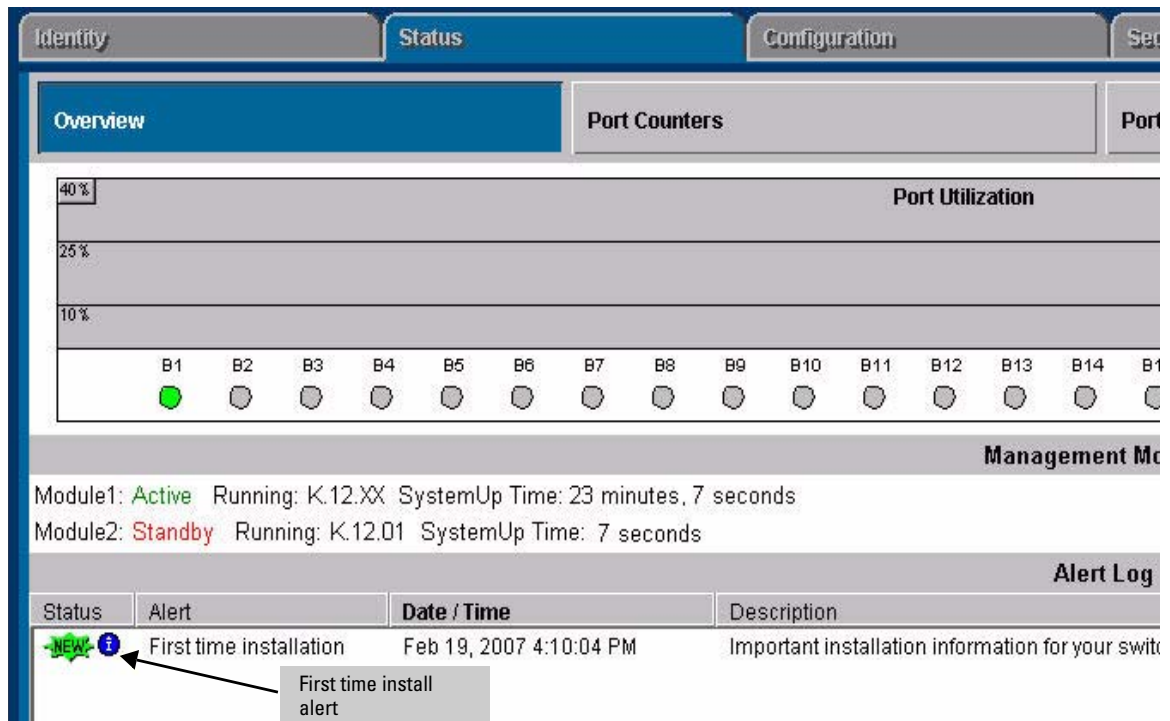 Identity Status Configuration Sec
Overview Port Counters Port
40 % Port Utilization
25 %
10 %
B1 B2 B3 B4 B5 B6 B7 B8 B9 B10 B11 B12 B13 B14 B1
Management Mo
Module1: Active Running: K.12.XX SystemUp Time: 23 minutes, 7 seconds
Module2: Standby Running: K.12.01 SystemUp Time: 7 seconds
Alert Log
Status Alert Date / Time Description
NEW i First time installation Feb 19, 2007 4:10:04 PM Important installation information for your switc
First time install
alert